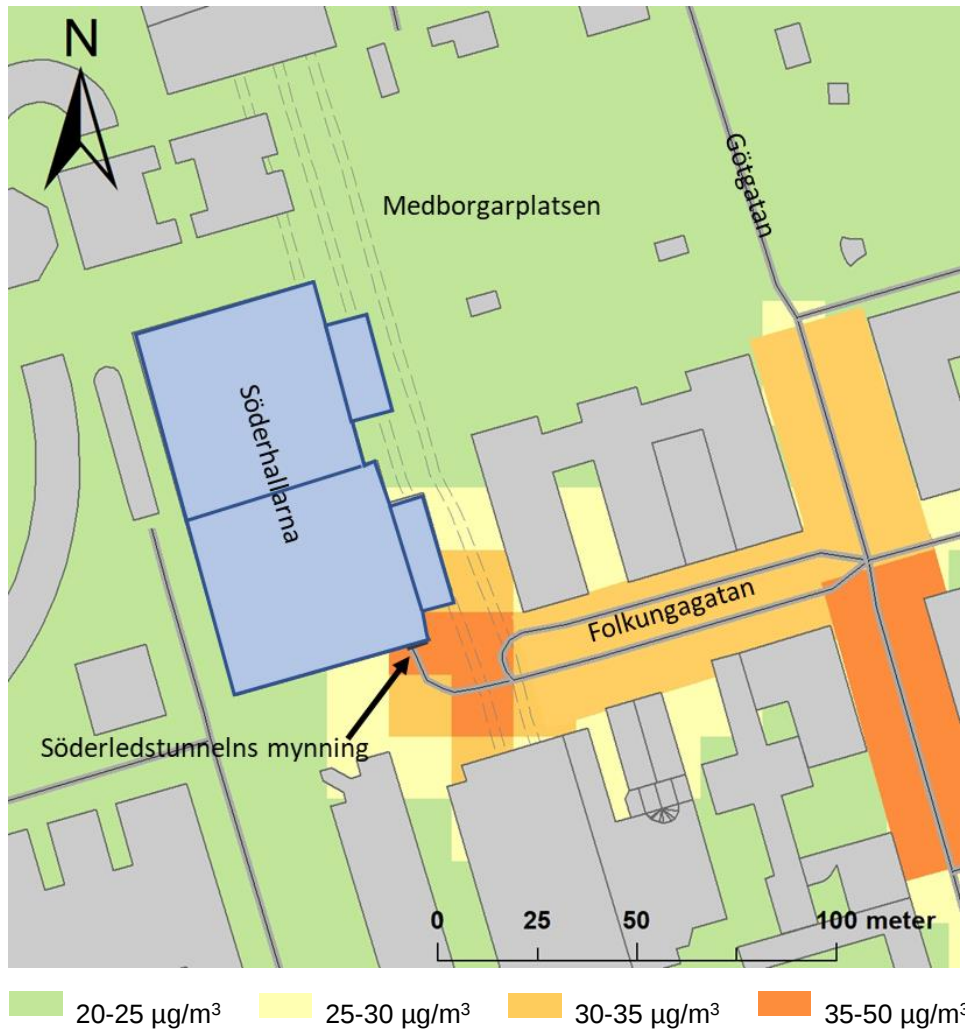 N
Götgatan
Medborgarplatsen
Söderhallarna
Folkungagatan
Söderledstunnelns mynning
0 25 50 100 meter
20-25 µg/m³ 25-30 µg/m³ 30-35 µg/m³ 35-50 µg/m³